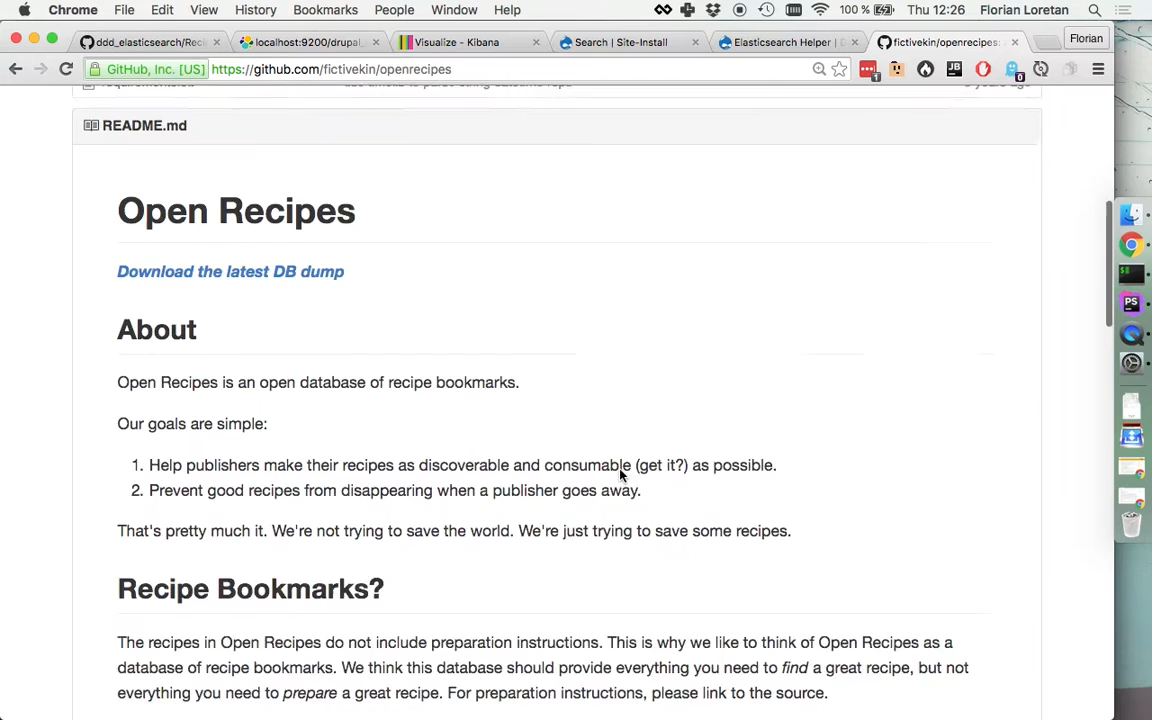 Chrome File Edit View History Bookmarks People Window Help 100 % Thu 12:26 Florian Loretan
ddd_elasticsearch/Reci × localhost:9200/drupal_ × Visualize - Kibana × Search | Site-Install × Elasticsearch Helper | D × fictivekin/openrecipes: × Florian
GitHub, Inc. [US] https://github.com/fictivekin/openrecipes
README.md
Open Recipes
Download the latest DB dump
About
Open Recipes is an open database of recipe bookmarks.
Our goals are simple:
1. Help publishers make their recipes as discoverable and consumable (get it?) as possible.
2. Prevent good recipes from disappearing when a publisher goes away.
That's pretty much it. We're not trying to save the world. We're just trying to save some recipes.
Recipe Bookmarks?
The recipes in Open Recipes do not include preparation instructions. This is why we like to think of Open Recipes as a
database of recipe bookmarks. We think this database should provide everything you need to find a great recipe, but not
everything you need to prepare a great recipe. For preparation instructions, please link to the source.